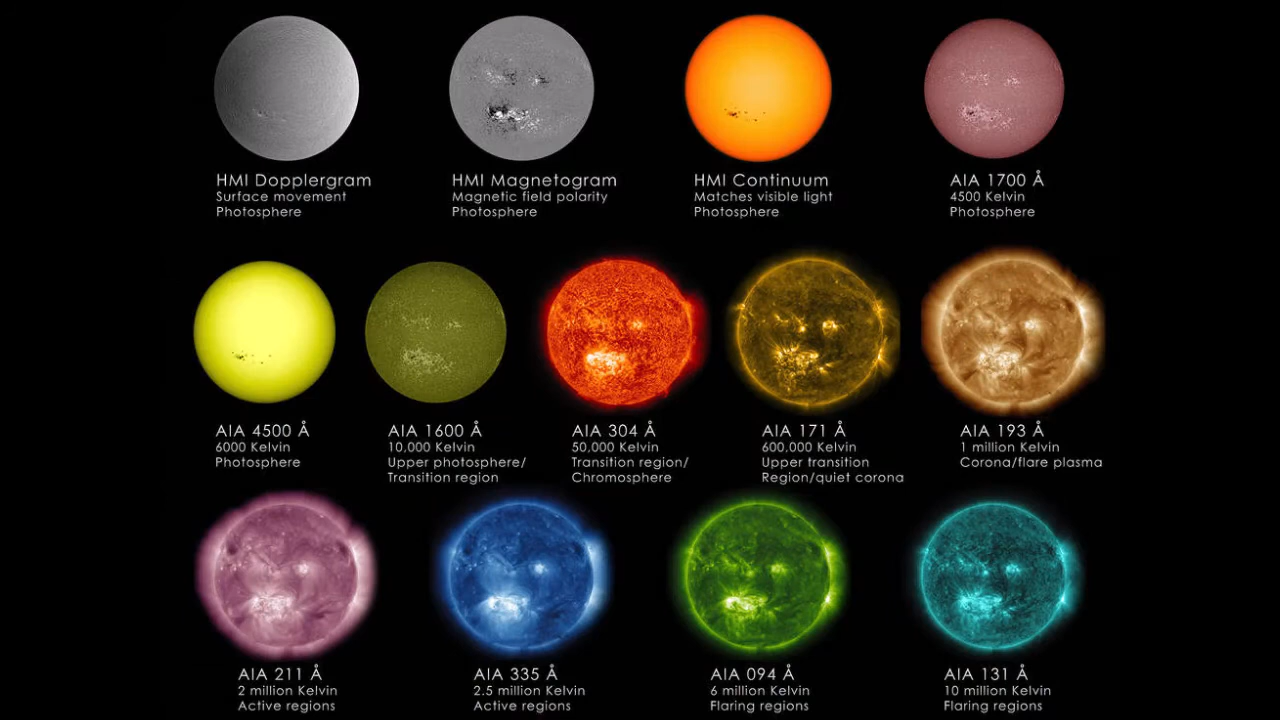 HMI Dopplergram
Surface movement
Photosphere
HMI Magnetogram
Magnetic field polarity
Photosphere
HMI Continuum
Matches visible light
Photosphere
AIA 1700 Å
4500 Kelvin
Photosphere
AIA 4500 Å
6000 Kelvin
Photosphere
AIA 1600 Å
10,000 Kelvin
Upper photosphere/
Transition region
AIA 304 Å
50,000 Kelvin
Transition region/
Chromosphere
AIA 171 Å
600,000 Kelvin
Upper transition
Region/quiet corona
AIA 193 Å
1 million Kelvin
Corona/flare plasma
AIA 211 Å
2 million Kelvin
Active regions
AIA 335 Å
2.5 million Kelvin
Active regions
AIA 094 Å
6 million Kelvin
Flaring regions
AIA 131 Å
10 million Kelvin
Flaring regions